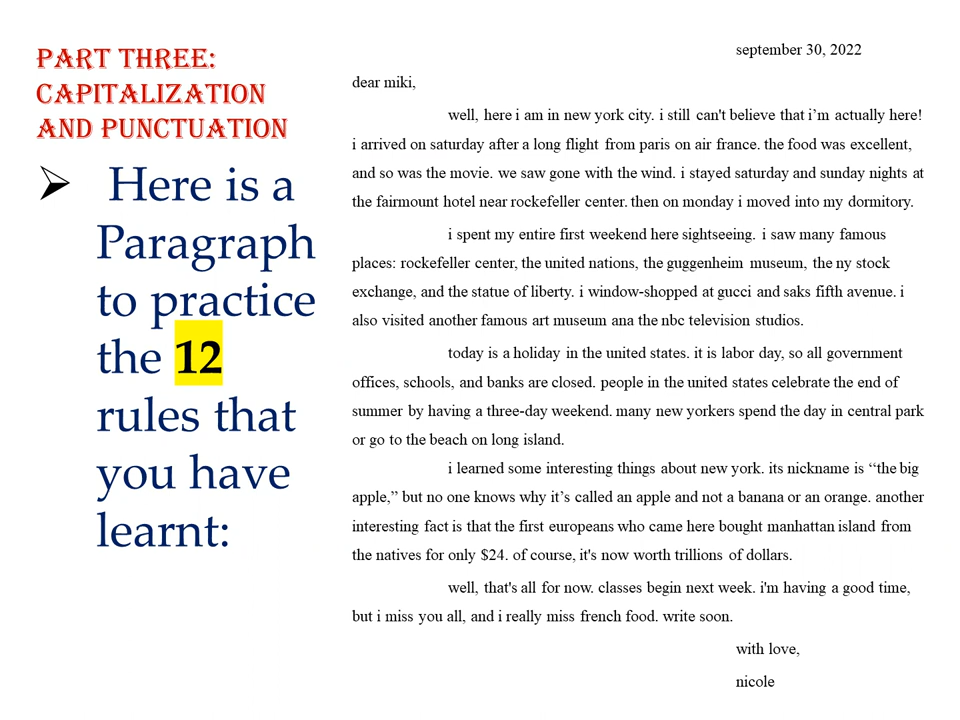 PART THREE:
CAPITALIZATION
AND PUNCTUATION
➢ Here is a
Paragraph
to practice
the 12
rules that
you have
learnt:
september 30, 2022
dear miki,
well, here i am in new york city. i still can't believe that i’m actually here!
i arrived on saturday after a long flight from paris on air france. the food was excellent,
and so was the movie. we saw gone with the wind. i stayed saturday and sunday nights at
the fairmount hotel near rockefeller center. then on monday i moved into my dormitory.
i spent my entire first weekend here sightseeing. i saw many famous
places: rockefeller center, the united nations, the guggenheim museum, the ny stock
exchange, and the statue of liberty. i window-shopped at gucci and saks fifth avenue. i
also visited another famous art museum ana the nbc television studios.
today is a holiday in the united states. it is labor day, so all government
offices, schools, and banks are closed. people in the united states celebrate the end of
summer by having a three-day weekend. many new yorkers spend the day in central park
or go to the beach on long island.
i learned some interesting things about new york. its nickname is “the big
apple,” but no one knows why it’s called an apple and not a banana or an orange. another
interesting fact is that the first europeans who came here bought manhattan island from
the natives for only $24. of course, it's now worth trillions of dollars.
well, that's all for now. classes begin next week. i'm having a good time,
but i miss you all, and i really miss french food. write soon.
with love,
nicole